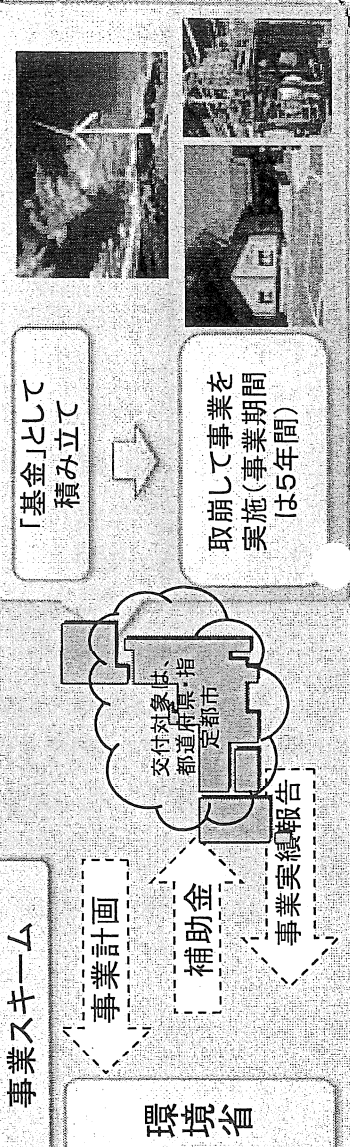 事業スキーム
環境省
事業計画
補助金
事業実績報告
交付対象は、
都道府県・指
定都市
「基金」として
積み立て
取崩して事業を
実施(事業期間
は5年間)